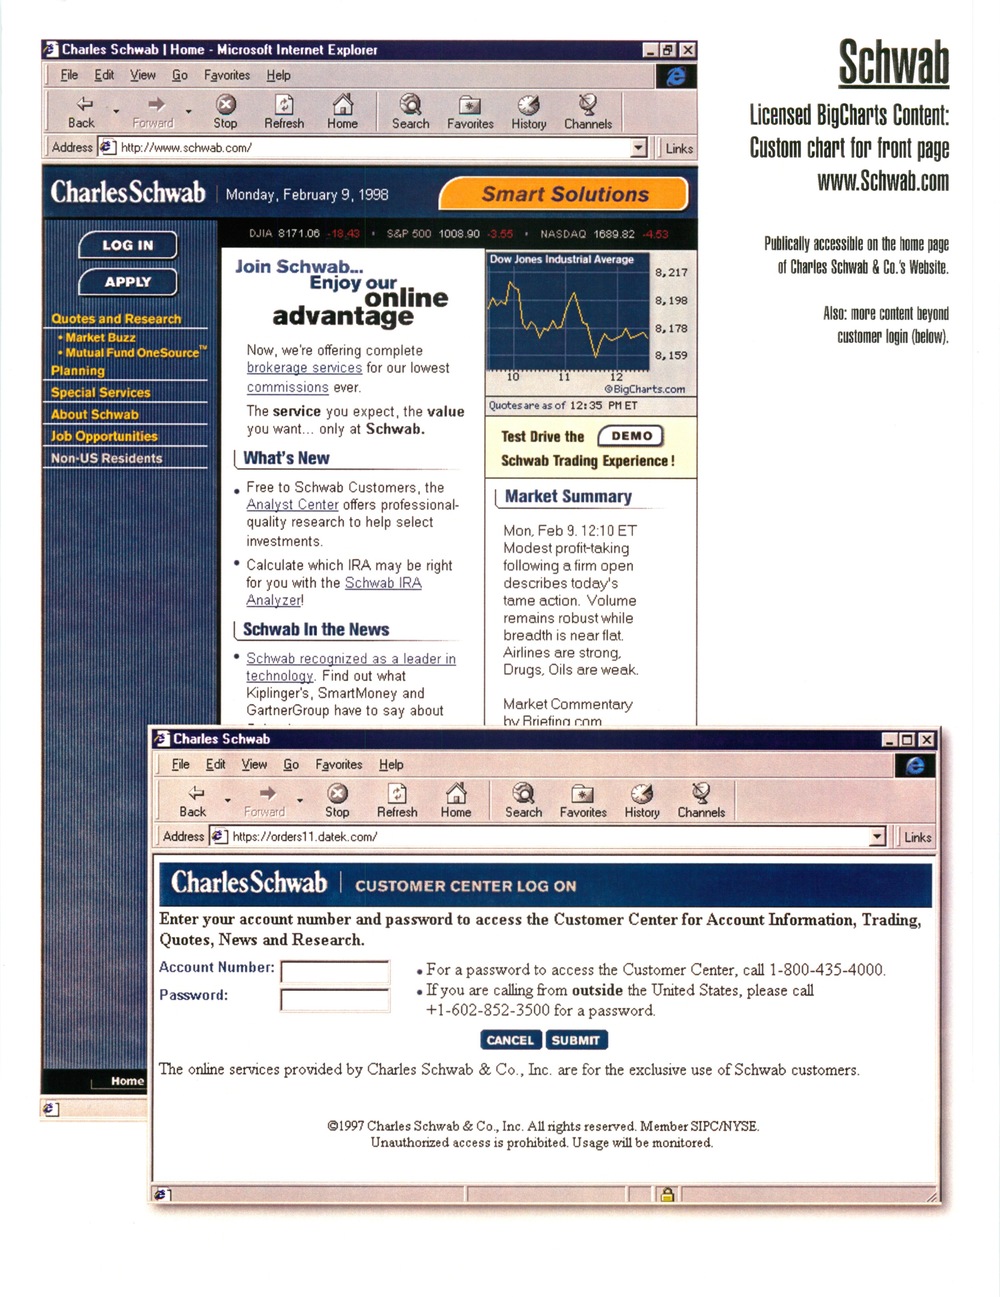 Schwab
Licensed BigCharts Content:
Custom chart for front page
www.Schwab.com
Publically accessible on the home page
of Charles Schwab & Co.'s Website.
Also: more content beyond
customer login (below).
Charles Schwab | Home - Microsoft Internet Explorer
File Edit View Go Favorites Help
Back Forward Stop Refresh Home Search Favorites History Channels
Address http://www.schwab.com/ Links
CharlesSchwab | Monday, February 9, 1998 Smart Solutions
DJIA 8171.06 -18.43 • S&P 500 1008.90 -3.55 • NASDAQ 1689.82 -4.53
LOG IN
APPLY
Quotes and Research
• Market Buzz
• Mutual Fund OneSource™
Planning
Special Services
About Schwab
Job Opportunities
Non-US Residents
Join Schwab...
Enjoy our
online
advantage
Now, we're offering complete
brokerage services for our lowest
commissions ever.
The service you expect, the value
you want... only at Schwab.
What's New
• Free to Schwab Customers, the
Analyst Center offers professional-
quality research to help select
investments.
• Calculate which IRA may be right
for you with the Schwab IRA
Analyzer!
Schwab In the News
• Schwab recognized as a leader in
technology. Find out what
Kiplinger's, SmartMoney and
GartnerGroup have to say about
Dow Jones Industrial Average
8,217
8,198
8,178
8,159
10 11 12
©BigCharts.com
Quotes are as of 12:35 PM ET
Test Drive the DEMO
Schwab Trading Experience!
Market Summary
Mon, Feb 9. 12:10 ET
Modest profit-taking
following a firm open
describes today's
tame action. Volume
remains robust while
breadth is near flat.
Airlines are strong,
Drugs, Oils are weak.
Market Commentary
by Briefing.com
Home
Charles Schwab
File Edit View Go Favorites Help
Back Forward Stop Refresh Home Search Favorites History Channels
Address https://orders11.datek.com/ Links
CharlesSchwab | CUSTOMER CENTER LOG ON
Enter your account number and password to access the Customer Center for Account Information, Trading,
Quotes, News and Research.
Account Number:
Password:
• For a password to access the Customer Center, call 1-800-435-4000.
• If you are calling from outside the United States, please call
+1-602-852-3500 for a password.
CANCEL SUBMIT
The online services provided by Charles Schwab & Co., Inc. are for the exclusive use of Schwab customers.
©1997 Charles Schwab & Co., Inc. All rights reserved. Member SIPC/NYSE.
Unauthorized access is prohibited. Usage will be monitored.